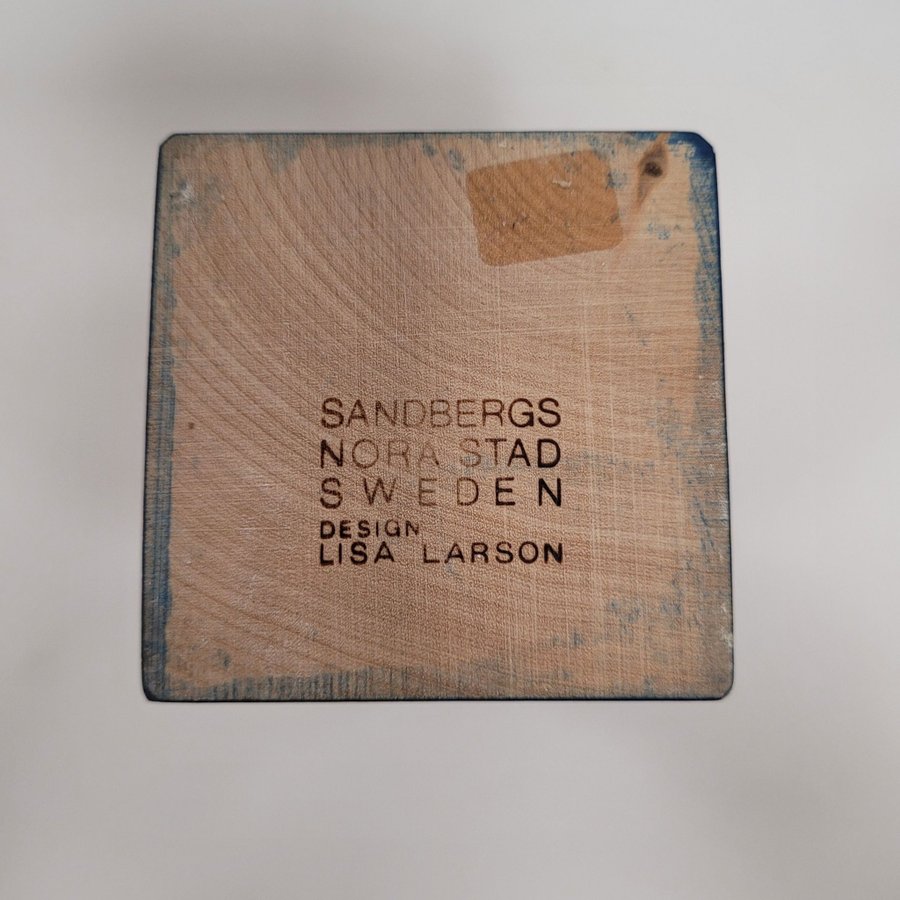 SANDBERGS
NORA STAD
SWEDEN
DESIGN
LISA LARSON